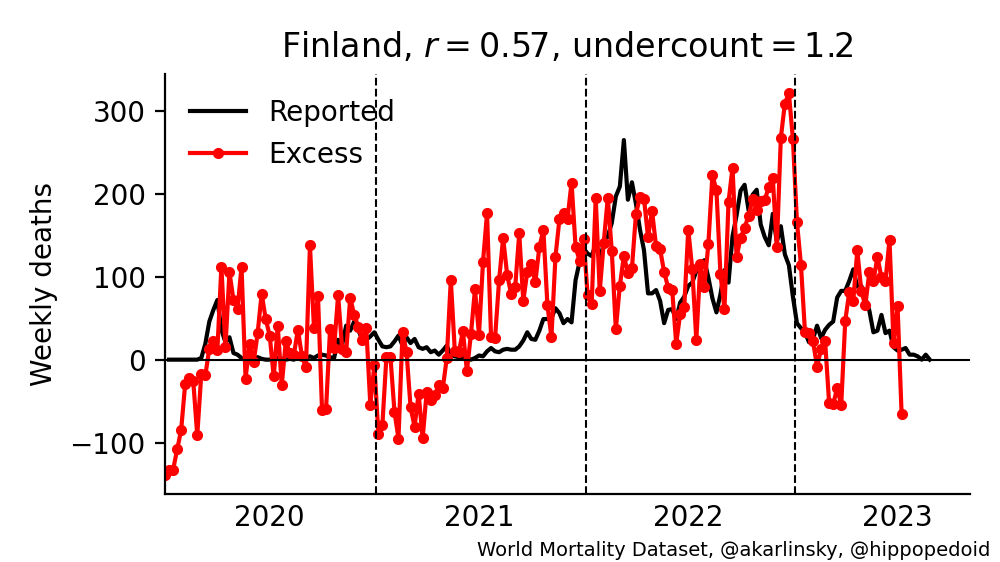 Finland, r = 0.57, undercount = 1.2
Weekly deaths
300
200
100
0
−100
Reported
Excess
2020
2021
2022
2023
World Mortality Dataset, @akarlinsky, @hippopedoid